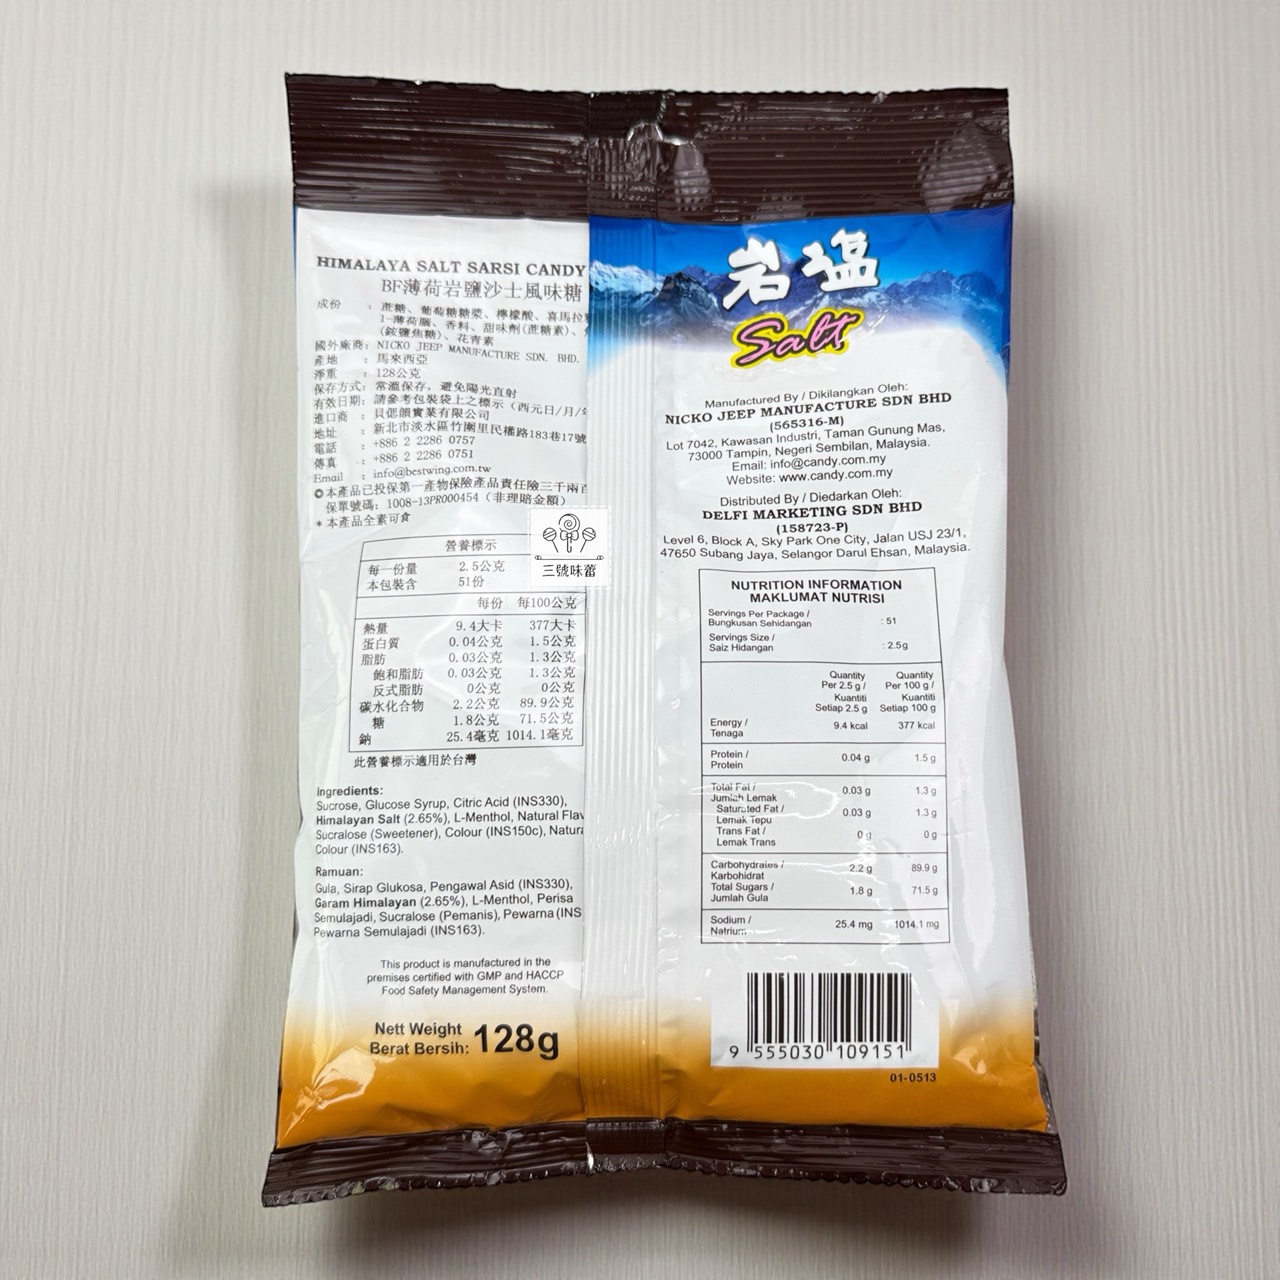 HIMALAYA SALT SARSI CANDY
BF薄荷岩鹽沙士風味糖
成份 : 蔗糖、葡萄糖糖漿、檸檬酸、喜馬拉
l-薄荷腦、香料、甜味劑(蔗糖素)、
(銨鹽焦糖)、花青素
國外廠商: NICKO JEEP MANUFACTURE SDN. BHD.
產地 : 馬來西亞
淨重 : 128公克
保存方式: 常溫保存，避免陽光直射
有效日期: 請參考包裝袋上之標示（西元日/月/
進口商 : 貝偲頠實業有限公司
地址 : 新北市淡水區竹圍里民權路183巷17號
電話 : +886 2 2286 0757
傳真 : +886 2 2286 0751
Email : info@bestwing.com.tw
◎本產品已投保第一產物保險產品責任險三千兩百
保單號碼: 1008-13PR000454（非理賠金額）
*本產品全素可食
營養標示
每一份量 2.5公克
本包裝含 51份
每份 每100公克
熱量 9.4大卡 377大卡
蛋白質 0.04公克 1.5公克
脂肪 0.03公克 1.3公克
飽和脂肪 0.03公克 1.3公克
反式脂肪 0公克 0公克
碳水化合物 2.2公克 89.9公克
糖 1.8公克 71.5公克
鈉 25.4毫克 1014.1毫克
此營養標示適用於台灣
Ingredients:
Sucrose, Glucose Syrup, Citric Acid (INS330),
Himalayan Salt (2.65%), L-Menthol, Natural Flav
Sucralose (Sweetener), Colour (INS150c), Natura
Colour (INS163).
Ramuan:
Gula, Sirap Glukosa, Pengawal Asid (INS330),
Garam Himalayan (2.65%), L-Menthol, Perisa
Semulajadi, Sucralose (Pemanis), Pewarna (INS
Pewarna Semulajadi (INS163).
This product is manufactured in the
premises certified with GMP and HACCP
Food Safety Management System.
Nett Weight
Berat Bersih: 128g
三號味蕾
岩塩
Salt
Manufactured By / Dikilangkan Oleh:
NICKO JEEP MANUFACTURE SDN BHD
(565316-M)
Lot 7042, Kawasan Industri, Taman Gunung Mas,
73000 Tampin, Negeri Sembilan, Malaysia.
Email: info@candy.com.my
Website: www.candy.com.my
Distributed By / Diedarkan Oleh:
DELFI MARKETING SDN BHD
(158723-P)
Level 6, Block A, Sky Park One City, Jalan USJ 23/1,
47650 Subang Jaya, Selangor Darul Ehsan, Malaysia.
NUTRITION INFORMATION
MAKLUMAT NUTRISI
Servings Per Package /
Bungkusan Sehidangan : 51
Servings Size /
Saiz Hidangan : 2.5g
Quantity Quantity
Per 2.5 g / Per 100 g /
Kuantiti Kuantiti
Setiap 2.5 g Setiap 100 g
Energy / 9.4 kcal 377 kcal
Tenaga
Protein / 0.04 g 1.5 g
Protein
Total Fat / 0.03 g 1.3 g
Jumlah Lemak
Saturated Fat / 0.03 g 1.3 g
Lemak Tepu
Trans Fat / 0 g 0 g
Lemak Trans
Carbohydrates / 2.2 g 89.9 g
Karbohidrat
Total Sugars / 1.8 g 71.5 g
Jumlah Gula
Sodium / 25.4 mg 1014.1 mg
Natrium
9 555030 109151
01-0513